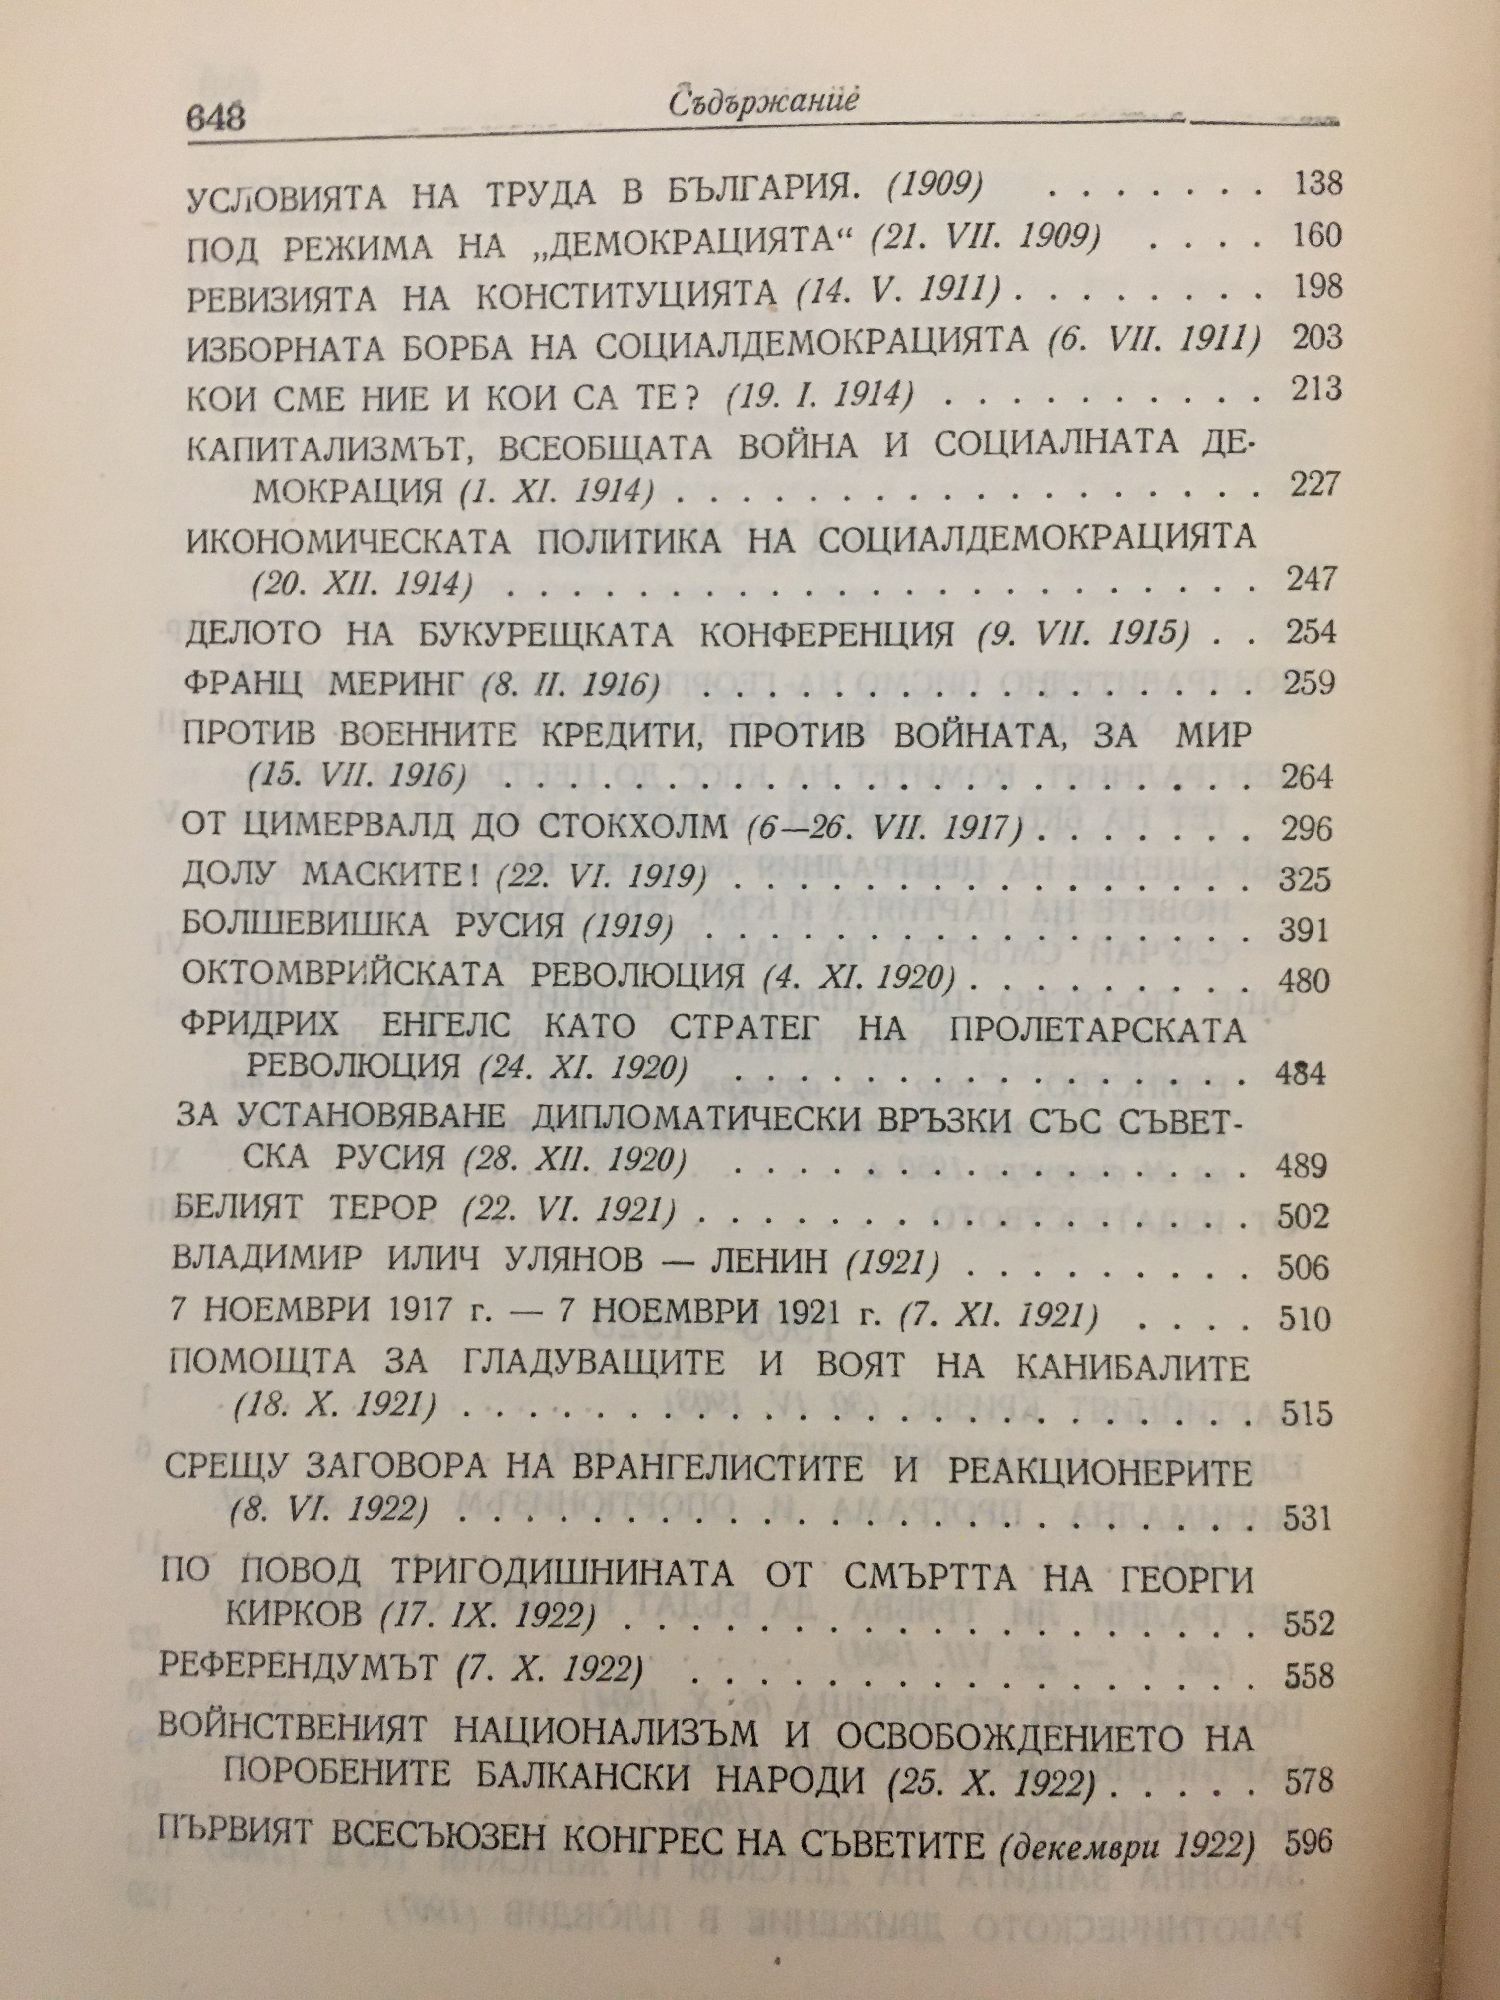 648
Съдържание
УСЛОВИЯТА НА ТРУДА В БЪЛГАРИЯ. (1909) . . . . . . . 138
ПОД РЕЖИМА НА „ДЕМОКРАЦИЯТА“ (21. VII. 1909) . . . . 160
РЕВИЗИЯТА НА КОНСТИТУЦИЯТА (14. V. 1911) . . . . . . . . 198
ИЗБОРНАТА БОРБА НА СОЦИАЛДЕМОКРАЦИЯТА (6. VII. 1911) 203
КОИ СМЕ НИЕ И КОИ СА ТЕ? (19. I. 1914) . . . . . . . . . . 213
КАПИТАЛИЗМЪТ, ВСЕОБЩАТА ВОЙНА И СОЦИАЛНАТА ДЕ-
МОКРАЦИЯ (1. XI. 1914) . . . . . . . . . . . . . . . . . . 227
ИКОНОМИЧЕСКАТА ПОЛИТИКА НА СОЦИАЛДЕМОКРАЦИЯТА
(20. XII. 1914) . . . . . . . . . . . . . . . . . . . . . . . 247
ДЕЛОТО НА БУКУРЕЩКАТА КОНФЕРЕНЦИЯ (9. VII. 1915) . . 254
ФРАНЦ МЕРИНГ (8. II. 1916) . . . . . . . . . . . . . . . . . 259
ПРОТИВ ВОЕННИТЕ КРЕДИТИ, ПРОТИВ ВОЙНАТА, ЗА МИР
(15. VII. 1916) . . . . . . . . . . . . . . . . . . . . . . . 264
ОТ ЦИМЕРВАЛД ДО СТОКХОЛМ (6—26. VII. 1917) . . . . . . . 296
ДОЛУ МАСКИТЕ! (22. VI. 1919) . . . . . . . . . . . . . . . . 325
БОЛШЕВИШКА РУСИЯ (1919) . . . . . . . . . . . . . . . . . 391
ОКТОМВРИЙСКАТА РЕВОЛЮЦИЯ (4. XI. 1920) . . . . . . . . . 480
ФРИДРИХ ЕНГЕЛС КАТО СТРАТЕГ НА ПРОЛЕТАРСКАТА
РЕВОЛЮЦИЯ (24. XI. 1920) . . . . . . . . . . . . . . . . 484
ЗА УСТАНОВЯВАНЕ ДИПЛОМАТИЧЕСКИ ВРЪЗКИ СЪС СЪВЕТ-
СКА РУСИЯ (28. XII. 1920) . . . . . . . . . . . . . . . . 489
БЕЛИЯТ ТЕРОР (22. VI. 1921) . . . . . . . . . . . . . . . . . 502
ВЛАДИМИР ИЛИЧ УЛЯНОВ — ЛЕНИН (1921) . . . . . . . . . 506
7 НОЕМВРИ 1917 г. — 7 НОЕМВРИ 1921 г. (7. XI. 1921) . . . . 510
ПОМОЩТА ЗА ГЛАДУВАЩИТЕ И ВОЯТ НА КАНИБАЛИТЕ
(18. X. 1921) . . . . . . . . . . . . . . . . . . . . . . . . 515
СРЕЩУ ЗАГОВОРА НА ВРАНГЕЛИСТИТЕ И РЕАКЦИОНЕРИТЕ
(8. VI. 1922) . . . . . . . . . . . . . . . . . . . . . . . . 531
ПО ПОВОД ТРИГОДИШНИНАТА ОТ СМЪРТТА НА ГЕОРГИ
КИРКОВ (17. IX. 1922) . . . . . . . . . . . . . . . . . . . 552
РЕФЕРЕНДУМЪТ (7. X. 1922) . . . . . . . . . . . . . . . . . 558
ВОЙНСТВЕНИЯТ НАЦИОНАЛИЗЪМ И ОСВОБОЖДЕНИЕТО НА
ПОРОБЕНИТЕ БАЛКАНСКИ НАРОДИ (25. X. 1922) . . . . . 578
ПЪРВИЯТ ВСЕСЪЮЗЕН КОНГРЕС НА СЪВЕТИТЕ (декември 1922) 596